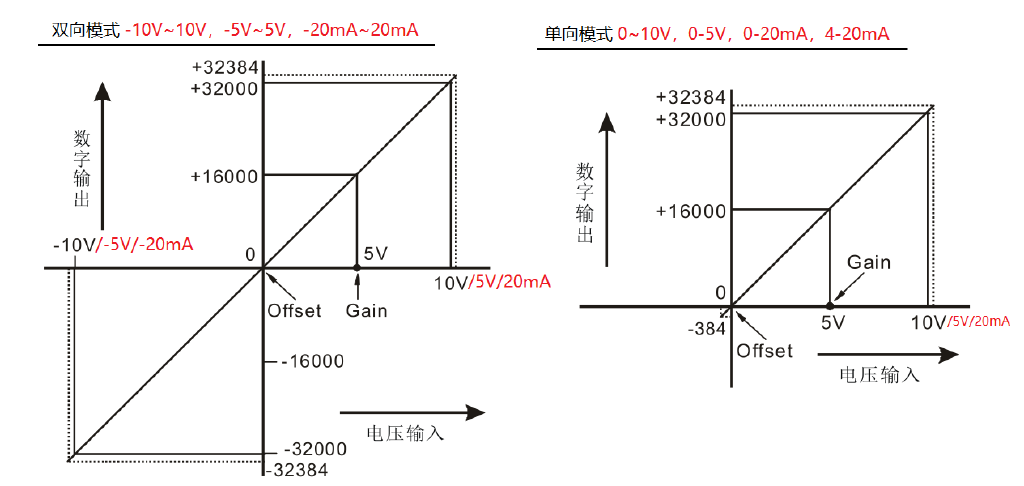 双向模式 -10V~10V，-5V~5V，-20mA~20mA
+32384
+32000
数字输出
+16000
-10V/-5V/-20mA
0
5V
10V/5V/20mA
Offset
Gain
-16000
电压输入
-32000
-32384
单向模式 0~10V，0-5V，0-20mA，4-20mA
+32384
+32000
数字输出
+16000
Gain
0
-384
5V
10V/5V/20mA
Offset
电压输入